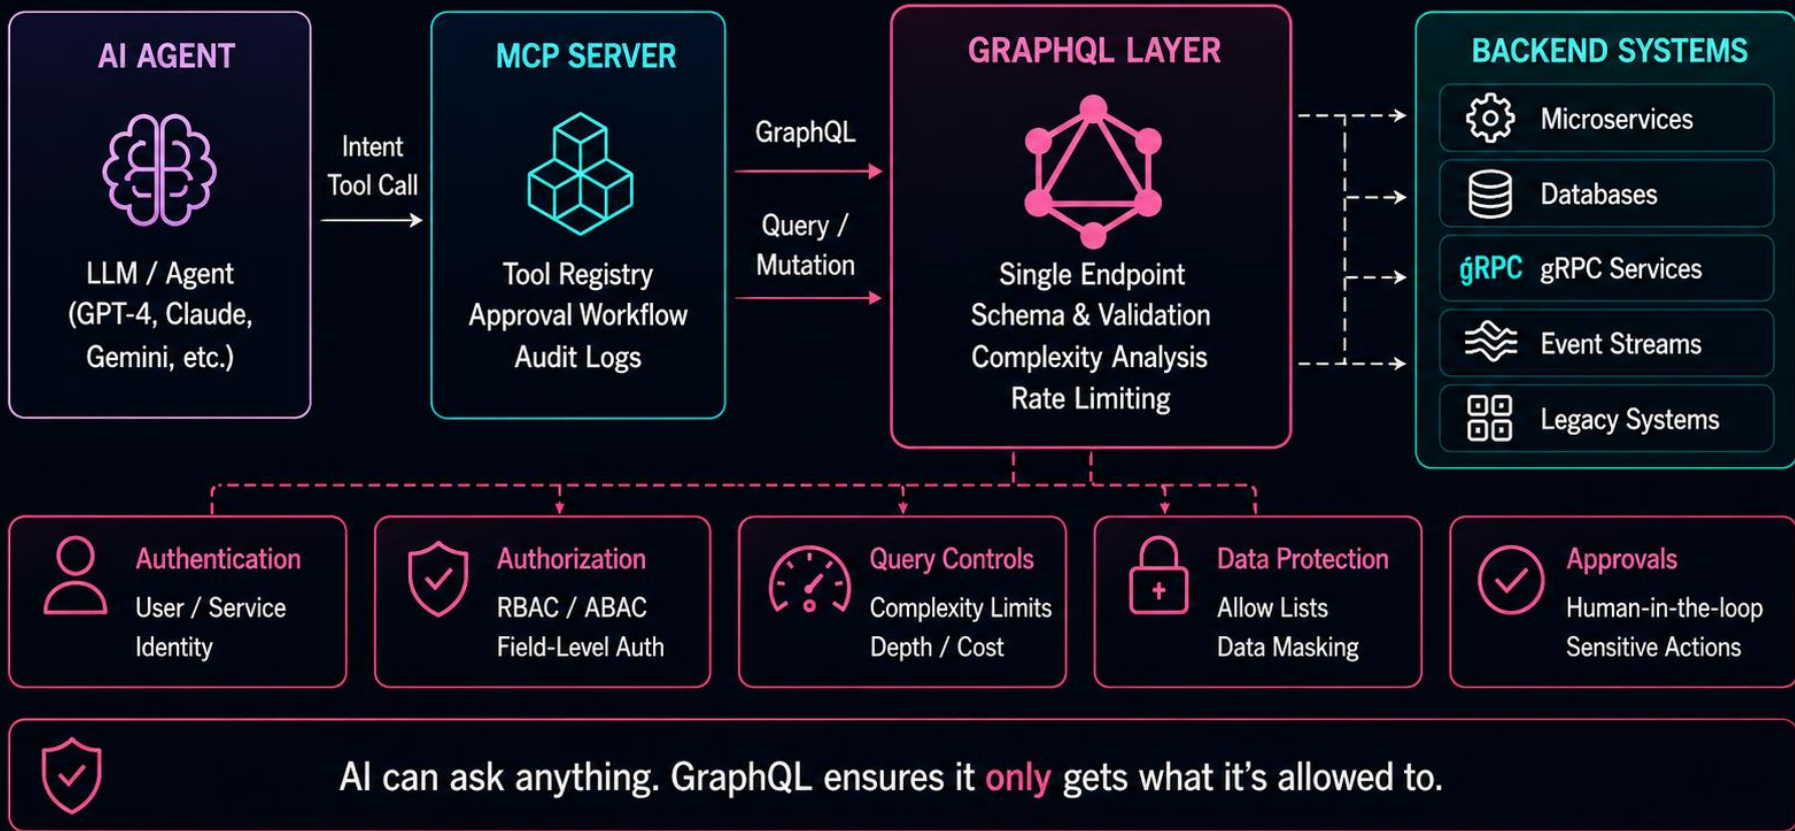 AI AGENT
LLM / Agent
(GPT-4, Claude,
Gemini, etc.)
Intent
Tool Call
MCP SERVER
Tool Registry
Approval Workflow
Audit Logs
GraphQL
Query /
Mutation
GRAPHQL LAYER
Single Endpoint
Schema & Validation
Complexity Analysis
Rate Limiting
BACKEND SYSTEMS
Microservices
Databases
ǵRPC gRPC Services
Event Streams
Legacy Systems
Authentication
User / Service
Identity
Authorization
RBAC / ABAC
Field-Level Auth
Query Controls
Complexity Limits
Depth / Cost
Data Protection
Allow Lists
Data Masking
Approvals
Human-in-the-loop
Sensitive Actions
AI can ask anything. GraphQL ensures it only gets what it's allowed to.